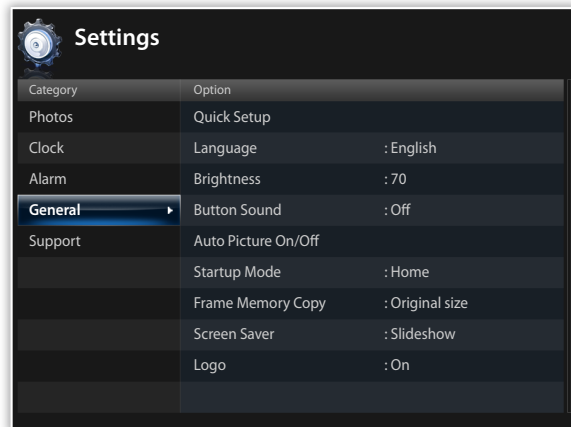 Settings
Category Option
Photos Quick Setup
Clock Language : English
Alarm Brightness : 70
General Button Sound : Off
Support Auto Picture On/Off
Startup Mode : Home
Frame Memory Copy : Original size
Screen Saver : Slideshow
Logo : On